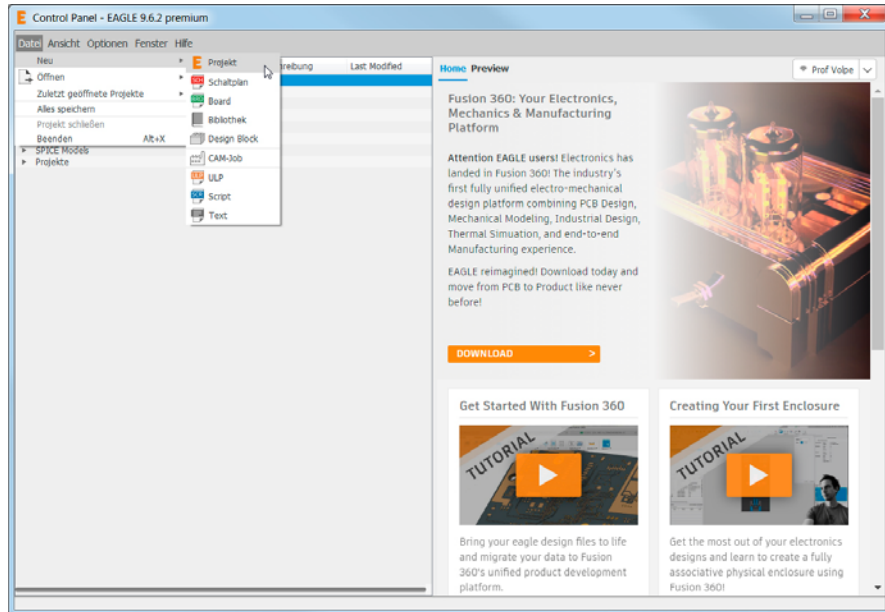 Control Panel - EAGLE 9.6.2 premium
Datei Ansicht Optionen Fenster Hilfe
Neu
Öffnen
Zuletzt geöffnete Projekte
Alles speichern
Projekt schließen
Beenden Alt+X
SPICE Models
Projekte
Projekt
Schaltplan
Board
Bibliothek
Design Block
CAM-Job
ULP
Script
Text
Last Modified
Home Preview
Prof Volpe
Fusion 360: Your Electronics,
Mechanics & Manufacturing
Platform
Attention EAGLE users! Electronics has
landed in Fusion 360! The industry's
first fully unified electro-mechanical
design platform combining PCB Design,
Mechanical Modeling, Industrial Design,
Thermal Simuation, and end-to-end
Manufacturing experience.
EAGLE reimagined! Download today and
move from PCB to Product like never
before!
DOWNLOAD >
Get Started With Fusion 360
TUTORIAL
Bring your eagle design files to life
and migrate your data to Fusion
360's unified product development
platform.
Creating Your First Enclosure
TUTORIAL
Get the most out of your electronics
designs and learn to create a fully
associative physical enclosure using
Fusion 360!